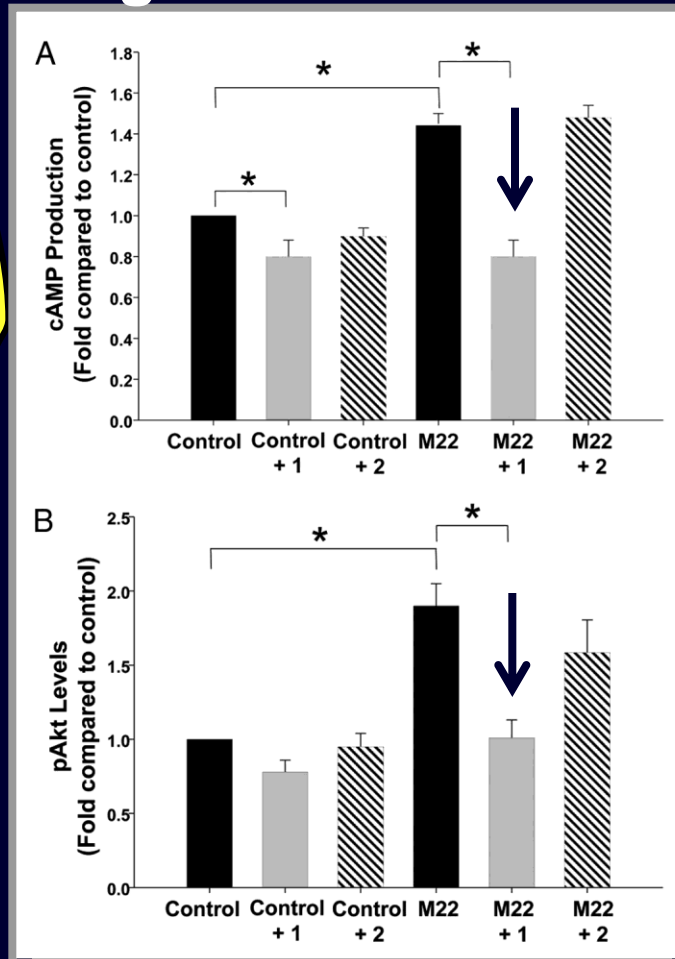 A
cAMP Production
(Fold compared to control)
1.8
1.6
1.4
1.2
1.0
0.8
0.6
0.4
0.2
0.0
*
*
*
Control Control Control M22 M22 M22
+ 1 + 2 + 1 + 2
B
pAkt Levels
(Fold compared to control)
2.5
2.0
1.5
1.0
0.5
0.0
*
*
Control Control Control M22 M22 M22
+ 1 + 2 + 1 + 2